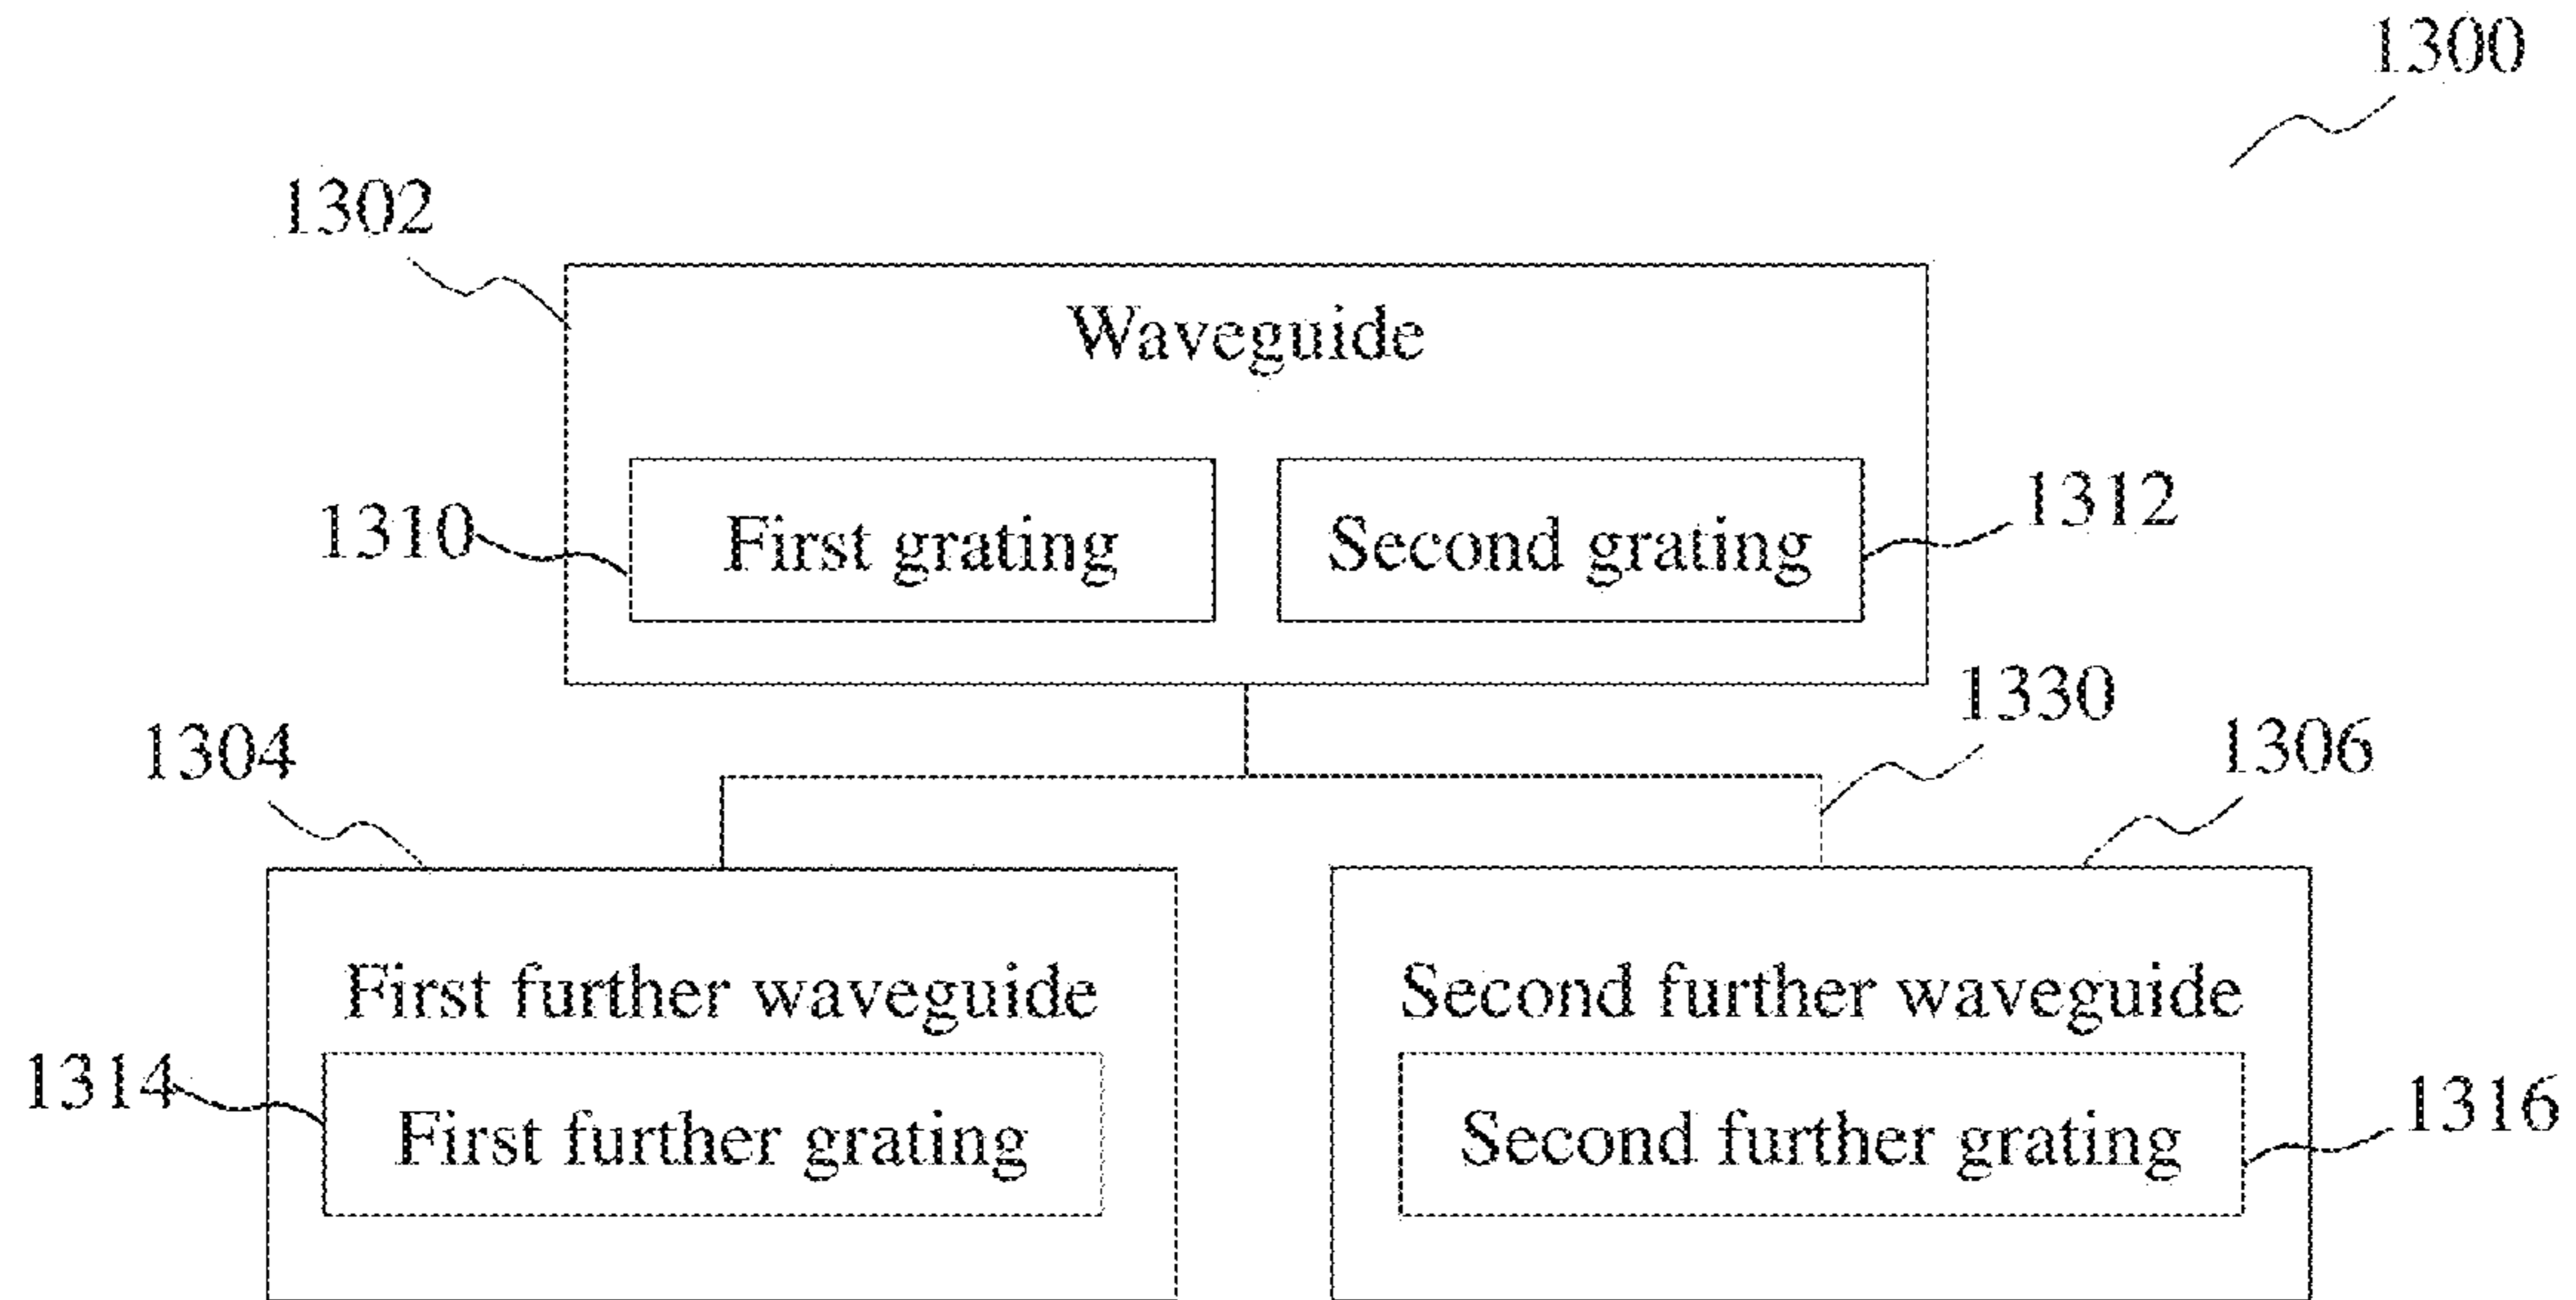 1300
1302
Waveguide
1310
First grating
Second grating
1312
1330
1304
1306
First further waveguide
Second further waveguide
1314
First further grating
Second further grating
1316